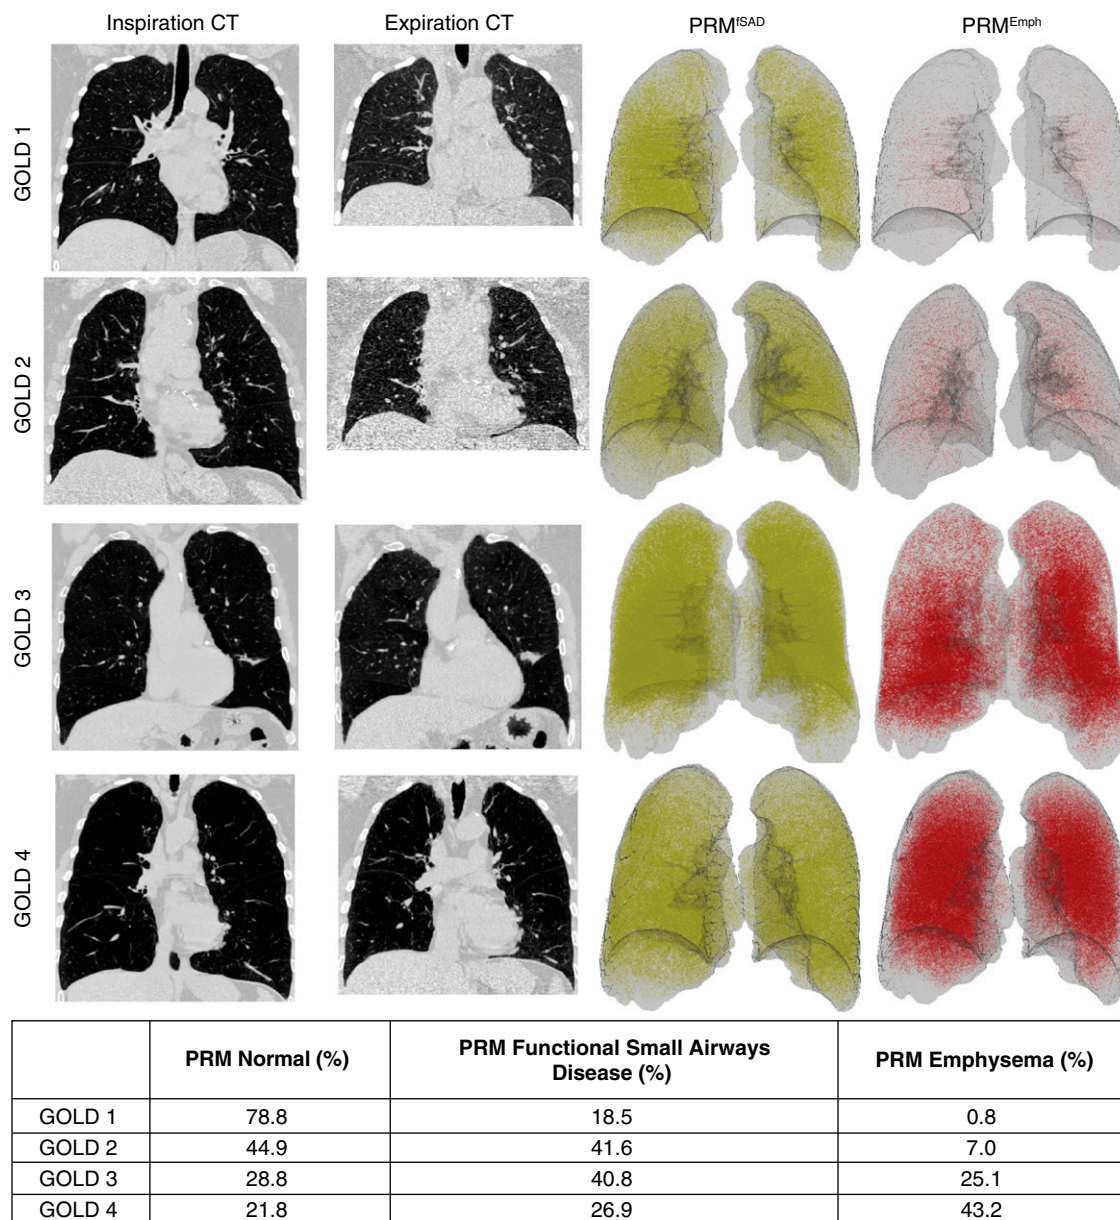 Inspiration CT Expiration CT PRMfSAD PRMEmph
GOLD 1
GOLD 2
GOLD 3
GOLD 4
PRM Normal (%) PRM Functional Small Airways Disease (%) PRM Emphysema (%)
GOLD 1 78.8 18.5 0.8
GOLD 2 44.9 41.6 7.0
GOLD 3 28.8 40.8 25.1
GOLD 4 21.8 26.9 43.2